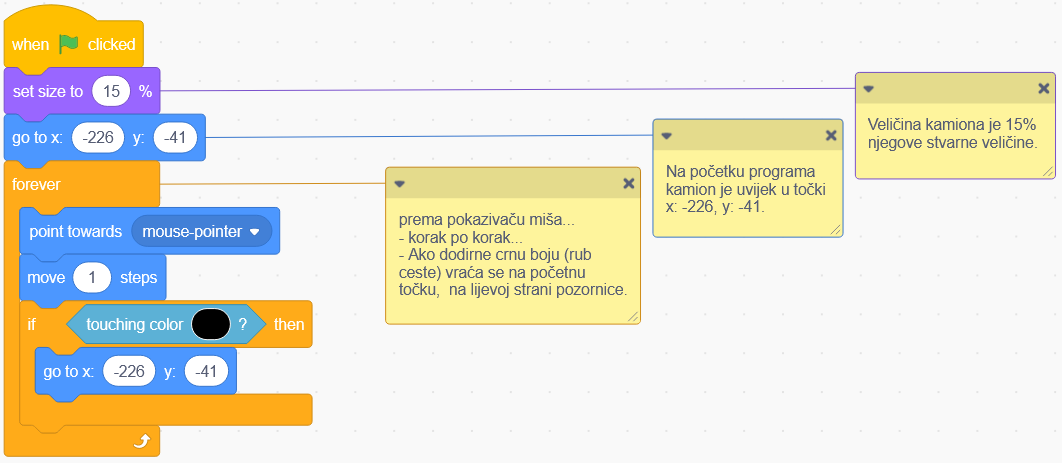 when clicked
set size to 15 %
go to x: -226 y: -41
forever
point towards mouse-pointer
move 1 steps
if touching color ? then
go to x: -226 y: -41
prema pokazivaču miša...
- korak po korak...
- Ako dodirne crnu boju (rub
ceste) vraća se na početnu
točku, na lijevoj strani pozornice.
Na početku programa
kamion je uvijek u točki
x: -226, y: -41.
Veličina kamiona je 15%
njegove stvarne veličine.